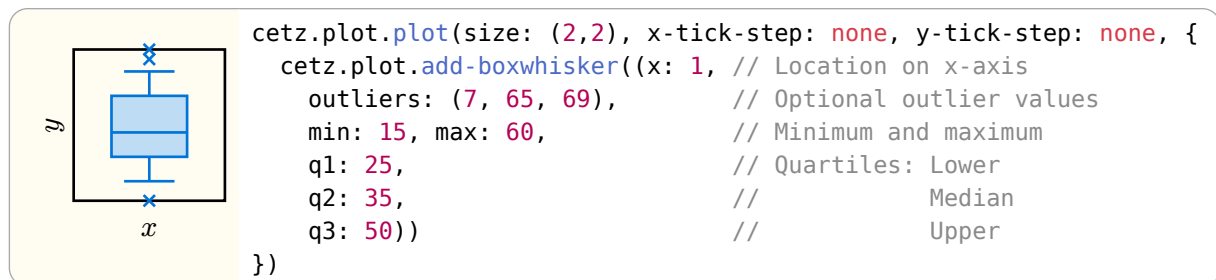 y
x
cetz.plot.plot(size: (2,2), x-tick-step: none, y-tick-step: none, {
  cetz.plot.add-boxwhisker((x: 1, // Location on x-axis
    outliers: (7, 65, 69),        // Optional outlier values
    min: 15, max: 60,             // Minimum and maximum
    q1: 25,                       // Quartiles: Lower
    q2: 35,                       //            Median
    q3: 50))                      //            Upper
})